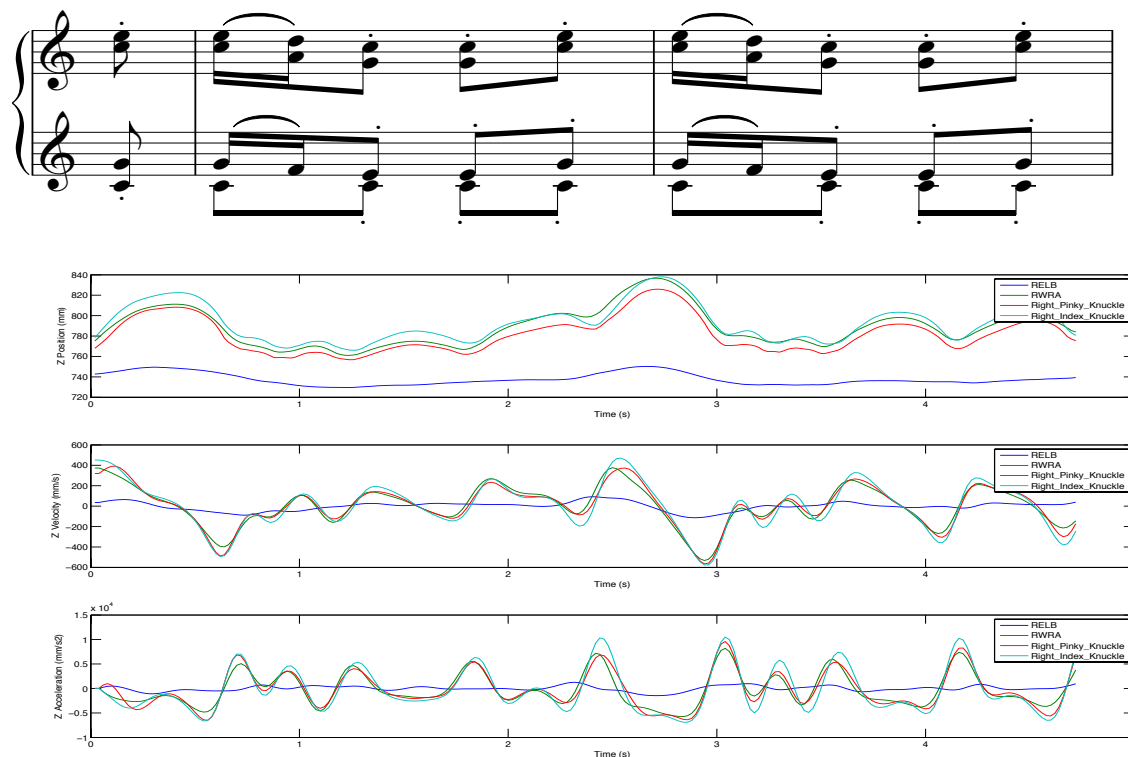 840
820
800
780
760
740
720
Z Position (mm)
0
1
2
3
4
Time (s)
RELB
RWRA
Right_Pinky_Knuckle
Right_Index_Knuckle
600
400
200
0
−200
−400
−600
Z Velocity (mm/s)
0
1
2
3
4
Time (s)
RELB
RWRA
Right_Pinky_Knuckle
Right_Index_Knuckle
x 10^4
1.5
1
0.5
0
−0.5
−1
Z Acceleration (mm/s2)
0
1
2
3
4
Time (s)
RELB
RWRA
Right_Pinky_Knuckle
Right_Index_Knuckle